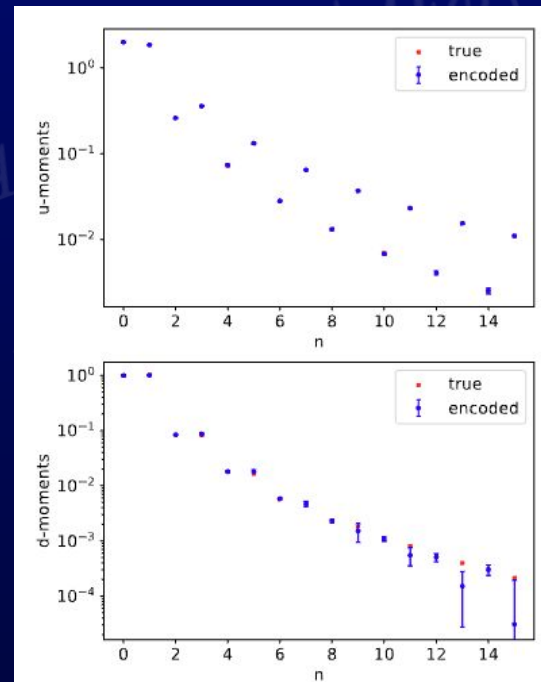 true
encoded
10⁰
10⁻¹
10⁻²
u-moments
0 2 4 6 8 10 12 14
n
true
encoded
10⁰
10⁻¹
10⁻²
10⁻³
10⁻⁴
d-moments
0 2 4 6 8 10 12 14
n